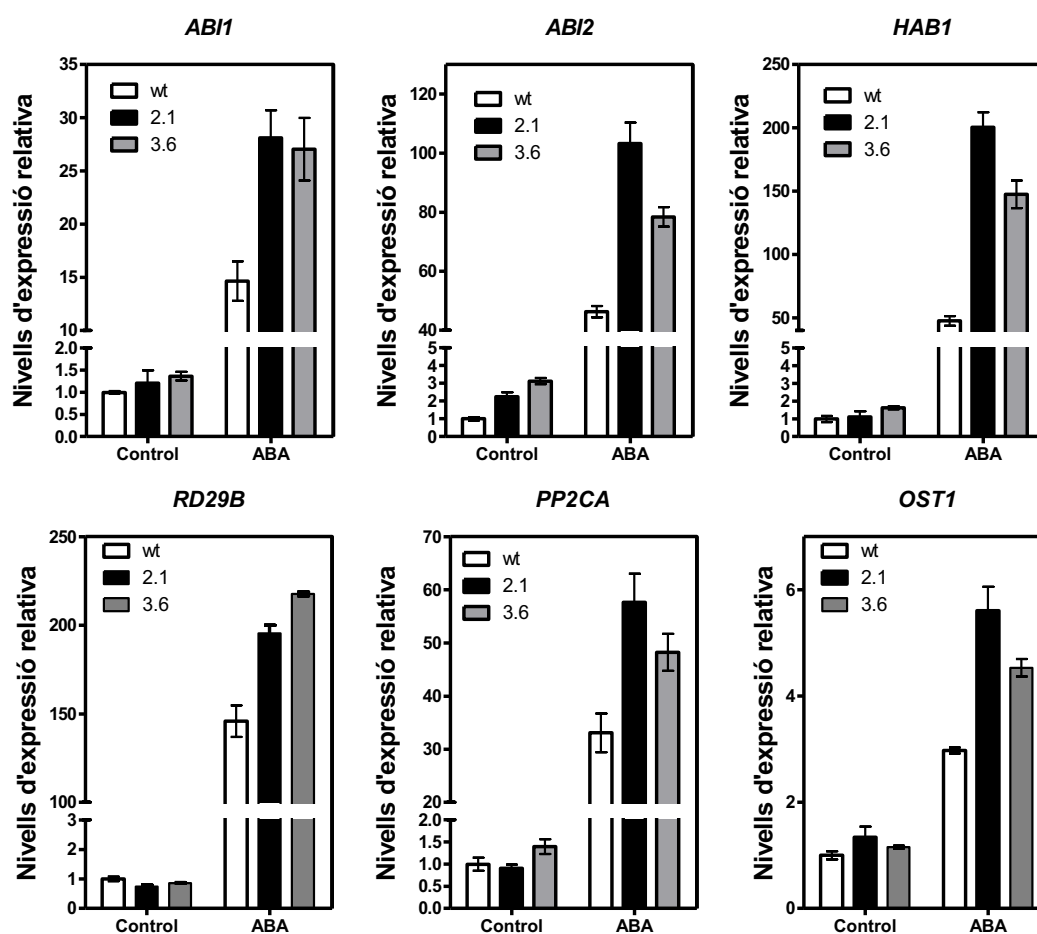 ABI1
Nivells d'expressió relativa
35
30
25
20
15
10
2.0
1.5
1.0
0.5
0.0
wt
2.1
3.6
Control
ABA
ABI2
Nivells d'expressió relativa
120
100
80
60
40
5
4
3
2
1
0
wt
2.1
3.6
Control
ABA
HAB1
Nivells d'expressió relativa
250
200
150
100
50
5
4
3
2
1
0
wt
2.1
3.6
Control
ABA
RD29B
Nivells d'expressió relativa
250
200
150
100
3
2
1
0
wt
2.1
3.6
Control
ABA
PP2CA
Nivells d'expressió relativa
70
60
50
40
30
20
2.0
1.5
1.0
0.5
0.0
wt
2.1
3.6
Control
ABA
OST1
Nivells d'expressió relativa
6
4
2
0
wt
2.1
3.6
Control
ABA